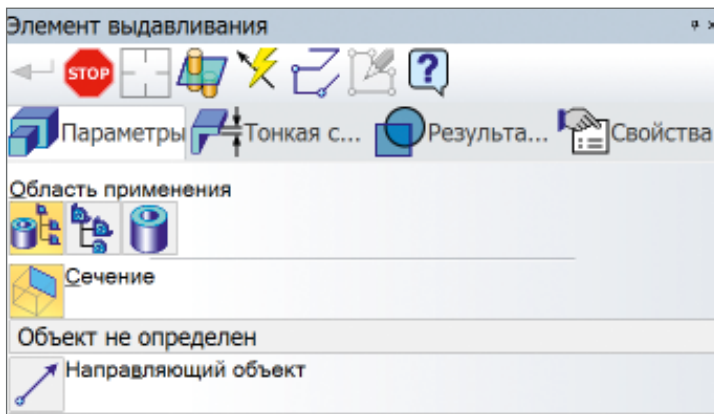 Элемент выдавливания
STOP
?
Параметры Тонкая с... Результа... Свойства
Область применения
Сечение
Объект не определен
Направляющий объект